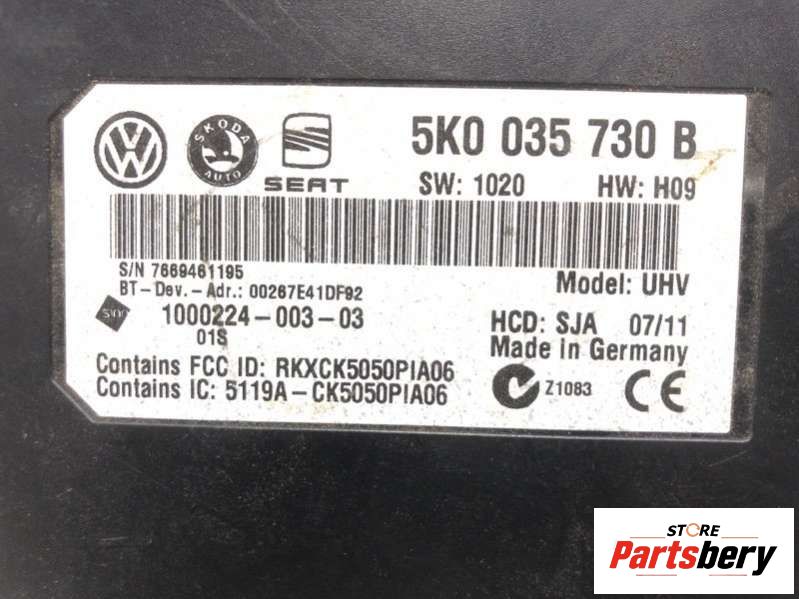 SKODA
AUTO
SEAT
5K0 035 730 B
SW: 1020 HW: H09
S/N 7669461195
BT-Dev.-Adr.: 00267E41DF92
Model: UHV
1000224-003-03
01S
HCD: SJA 07/11
Made in Germany
Contains FCC ID: RKXCK5050PIA06
Contains IC: 5119A-CK5050PIA06
Z1083
CE
STORE
Partsbery